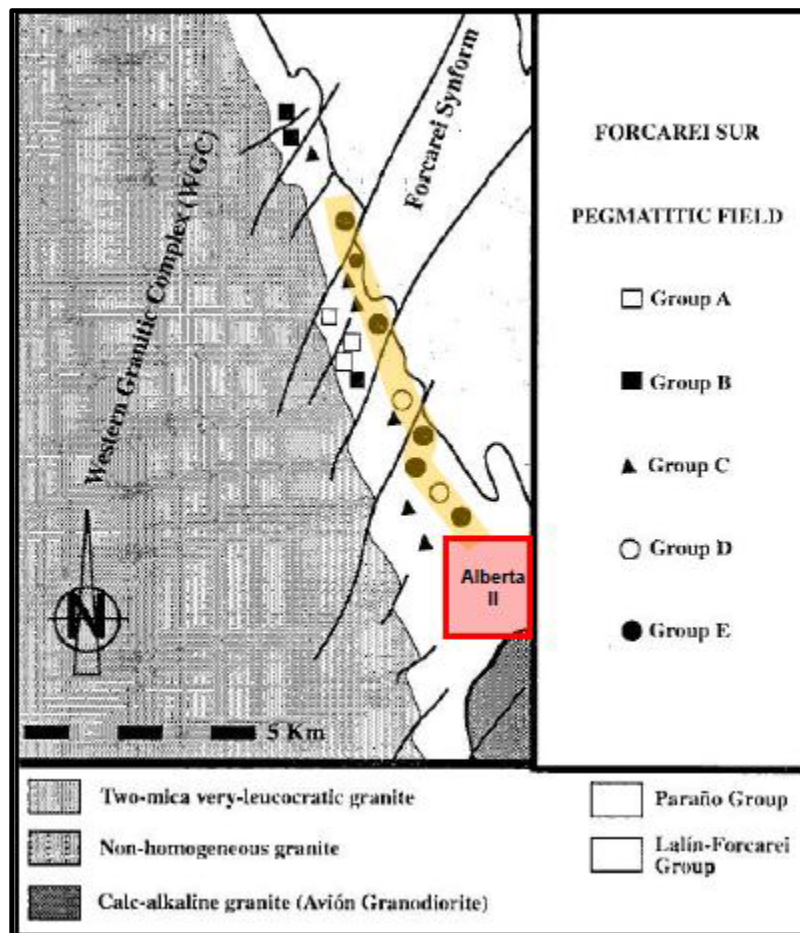 Western Granitic Complex (WGC)
Forcarei Synform
Alberta
II
N
5 Km
FORCAREI SUR
PEGMATITIC FIELD
Group A
Group B
Group C
Group D
Group E
Two-mica very-leucocratic granite
Non-homogeneous granite
Calc-alkaline granite (Avión Granodiorite)
Paraño Group
Lalín-Forcarei
Group